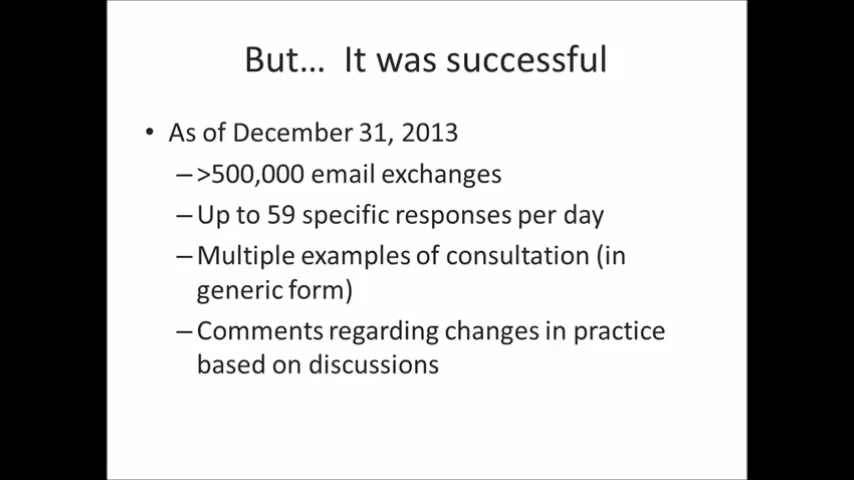 But… It was successful
• As of December 31, 2013
–>500,000 email exchanges
–Up to 59 specific responses per day
–Multiple examples of consultation (in
generic form)
–Comments regarding changes in practice
based on discussions